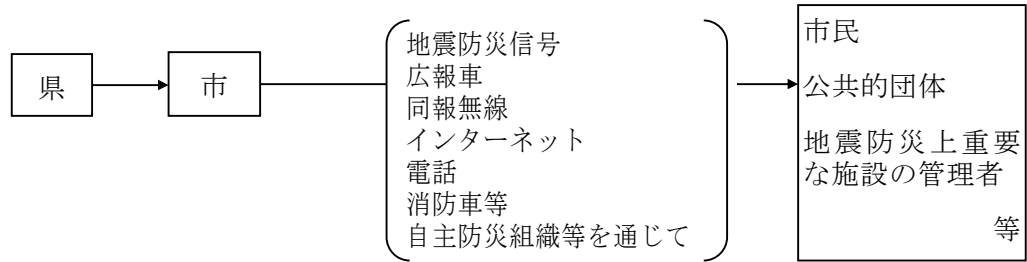 県
市
地震防災信号
広報車
同報無線
インターネット
電話
消防車等
自主防災組織等を通じて
市民
公共的団体
地震防災上重要
な施設の管理者
等